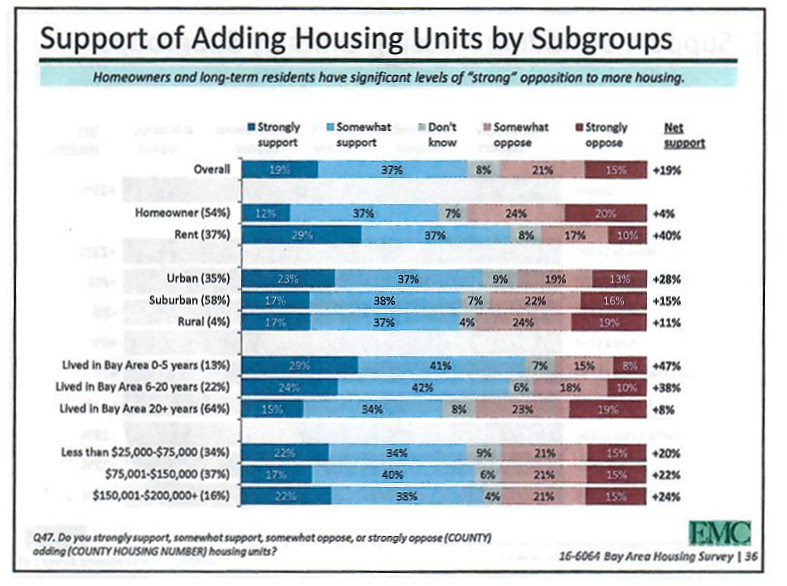 Support of Adding Housing Units by Subgroups
Homeowners and long-term residents have significant levels of "strong" opposition to more housing.
Strongly support Somewhat support Don't know Somewhat oppose Strongly oppose Net support
Overall 19% 37% 8% 21% 15% +19%
Homeowner (54%) 12% 37% 7% 24% 20% +4%
Rent (37%) 29% 37% 8% 17% 10% +40%
Urban (35%) 23% 37% 9% 19% 13% +28%
Suburban (58%) 17% 38% 7% 22% 16% +15%
Rural (4%) 17% 37% 4% 24% 19% +11%
Lived in Bay Area 0-5 years (13%) 29% 41% 7% 15% 8% +47%
Lived in Bay Area 6-20 years (22%) 24% 42% 6% 18% 10% +38%
Lived in Bay Area 20+ years (64%) 15% 34% 8% 23% 19% +8%
Less than $25,000-$75,000 (34%) 22% 34% 9% 21% 15% +20%
$75,001-$150,000 (37%) 17% 40% 6% 21% 15% +22%
$150,001-$200,000+ (16%) 22% 38% 4% 21% 15% +24%
Q47. Do you strongly support, somewhat support, somewhat oppose, or strongly oppose (COUNTY)
adding (COUNTY HOUSING NUMBER) housing units?
EMC
16-6064 Bay Area Housing Survey | 36